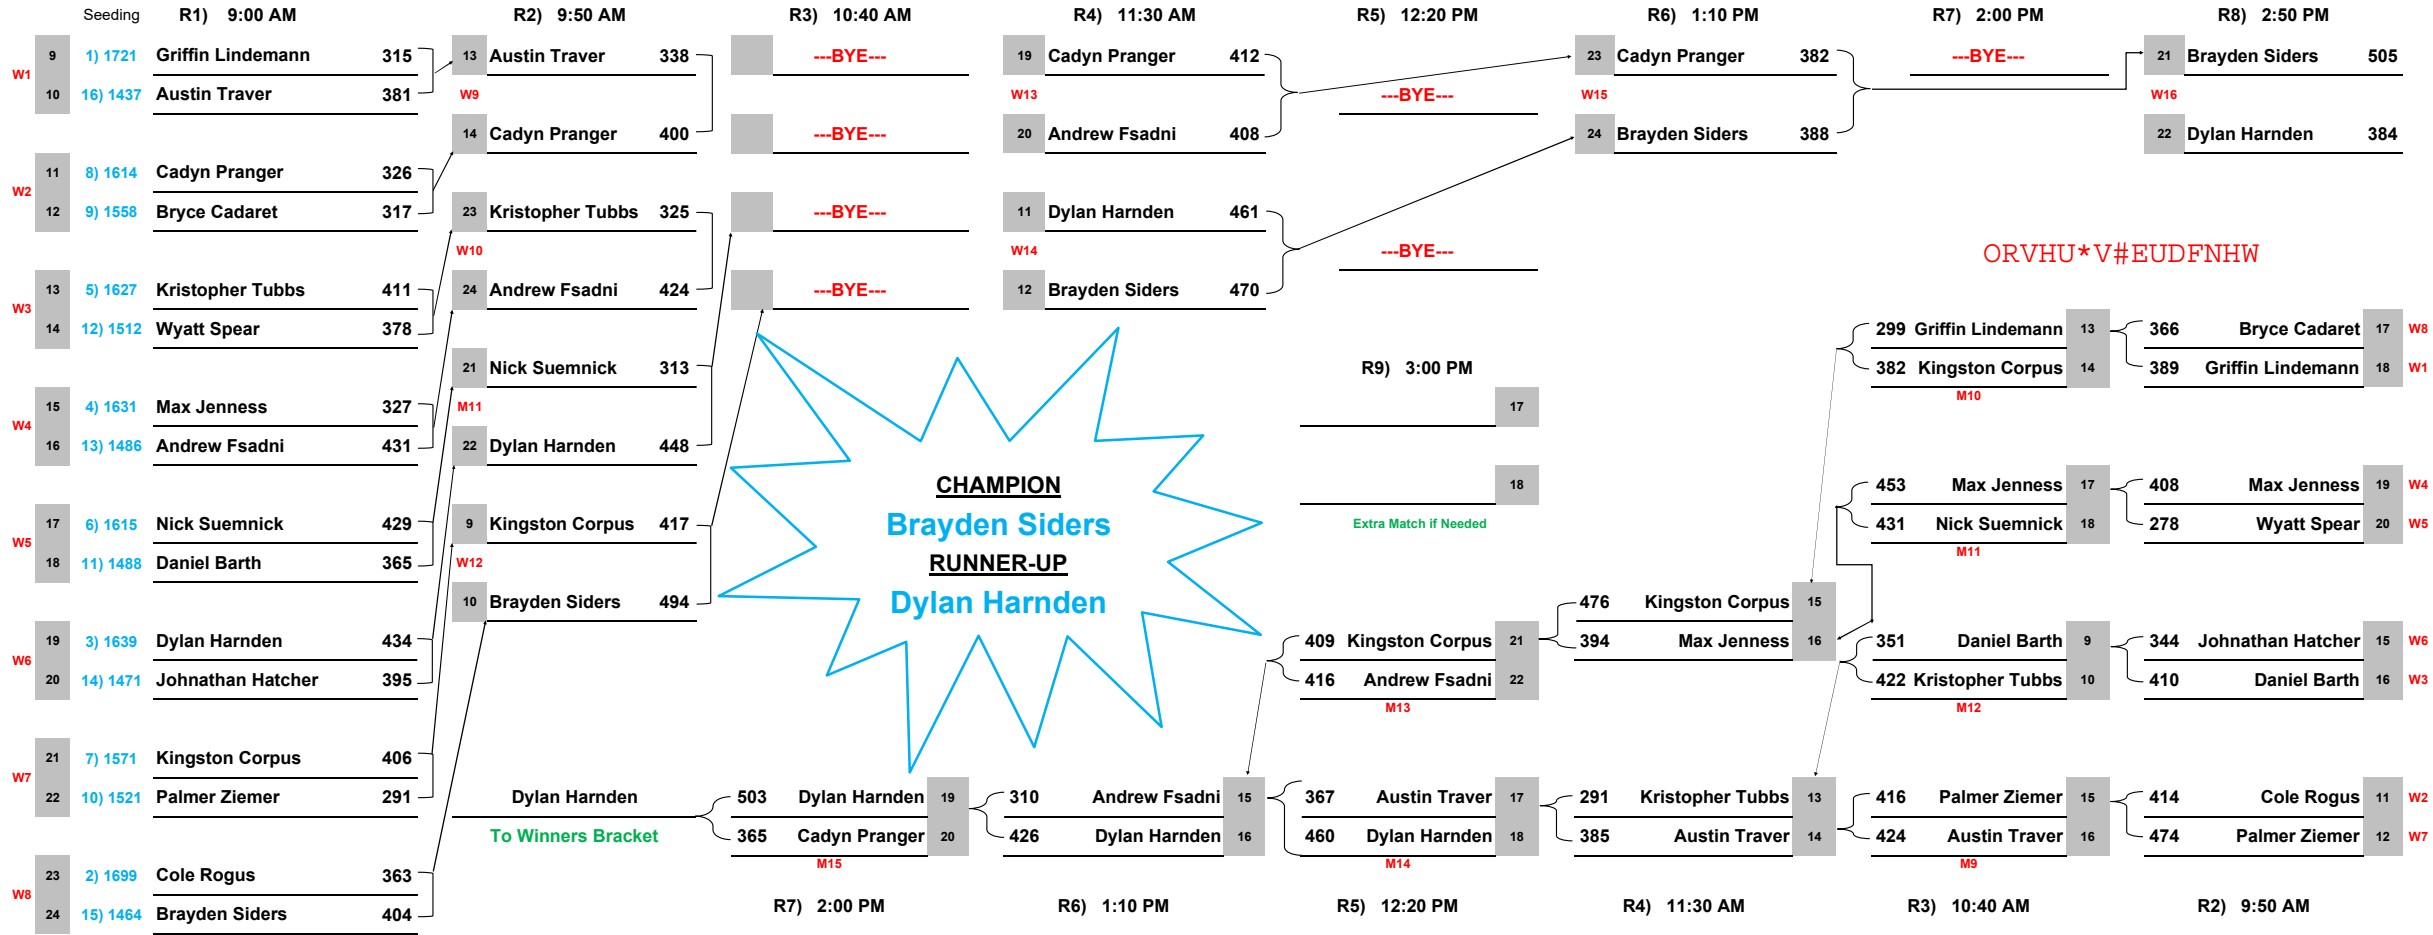 Seeding R1) 9:00 AM R2) 9:50 AM R3) 10:40 AM R4) 11:30 AM R5) 12:20 PM R6) 1:10 PM R7) 2:00 PM R8) 2:50 PM
9 1) 1721 Griffin Lindemann 315 13 Austin Traver 338 ---BYE--- 19 Cadyn Pranger 412 23 Cadyn Pranger 382 ---BYE--- 21 Brayden Siders 505
W1
10 16) 1437 Austin Traver 381 W9 W13 ---BYE--- W15 W16
14 Cadyn Pranger 400 ---BYE--- 20 Andrew Fsadni 408 24 Brayden Siders 388 22 Dylan Harnden 384
11 8) 1614 Cadyn Pranger 326
W2
12 9) 1558 Bryce Cadaret 317 23 Kristopher Tubbs 325 ---BYE--- 11 Dylan Harnden 461
W10 W14 ---BYE--- ORVHU*V#EUDFNHW
13 5) 1627 Kristopher Tubbs 411 24 Andrew Fsadni 424 ---BYE--- 12 Brayden Siders 470
W3
14 12) 1512 Wyatt Spear 378 299 Griffin Lindemann 13 366 Bryce Cadaret 17 W8
21 Nick Suemnick 313 R9) 3:00 PM 382 Kingston Corpus 14 389 Griffin Lindemann 18 W1
M10
15 4) 1631 Max Jenness 327 M11 17
W4
16 13) 1486 Andrew Fsadni 431 22 Dylan Harnden 448
CHAMPION 18 453 Max Jenness 17 408 Max Jenness 19 W4
17 6) 1615 Nick Suemnick 429 9 Kingston Corpus 417 Brayden Siders Extra Match if Needed 431 Nick Suemnick 18 278 Wyatt Spear 20 W5
W5 M11
18 11) 1488 Daniel Barth 365 W12 RUNNER-UP
10 Brayden Siders 494 Dylan Harnden 476 Kingston Corpus 15
19 3) 1639 Dylan Harnden 434 409 Kingston Corpus 21 394 Max Jenness 16 351 Daniel Barth 9 344 Johnathan Hatcher 15 W6
W6
20 14) 1471 Johnathan Hatcher 395 416 Andrew Fsadni 22 422 Kristopher Tubbs 10 410 Daniel Barth 16 W3
M13 M12
21 7) 1571 Kingston Corpus 406
W7
22 10) 1521 Palmer Ziemer 291 Dylan Harnden 503 Dylan Harnden 19 310 Andrew Fsadni 15 367 Austin Traver 17 291 Kristopher Tubbs 13 416 Palmer Ziemer 15 414 Cole Rogus 11 W2
To Winners Bracket 365 Cadyn Pranger 20 426 Dylan Harnden 16 460 Dylan Harnden 18 385 Austin Traver 14 424 Austin Traver 16 474 Palmer Ziemer 12 W7
M15 M14 M9
23 2) 1699 Cole Rogus 363
W8
24 15) 1464 Brayden Siders 404 R7) 2:00 PM R6) 1:10 PM R5) 12:20 PM R4) 11:30 AM R3) 10:40 AM R2) 9:50 AM